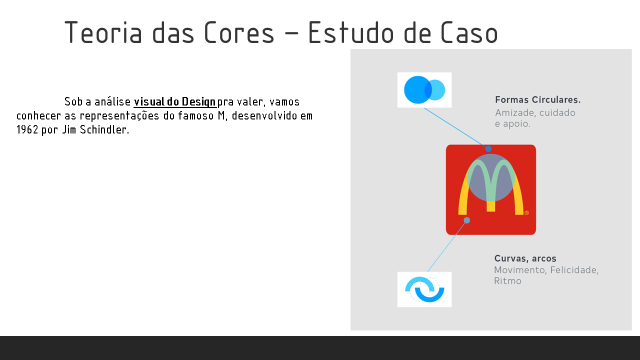 Teoria das Cores – Estudo de Caso
Sob a análise visual do Design pra valer, vamos
conhecer as representações do famoso M, desenvolvido em
1962 por Jim Schindler.
Formas Circulares.
Amizade, cuidado
e apoio.
Curvas, arcos
Movimento, Felicidade,
Ritmo